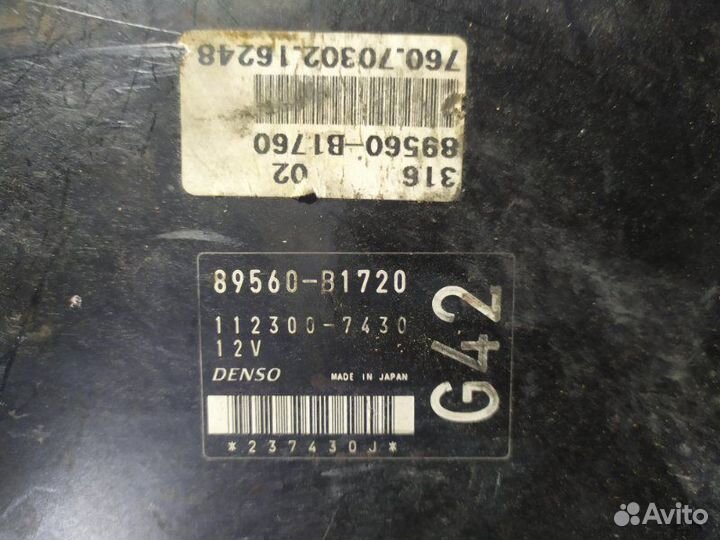 316
02
89560-B1760
760.70302.16248
89560-B1720
112300-7430
12V
DENSO MADE IN JAPAN
*237430J*
G42
Avito